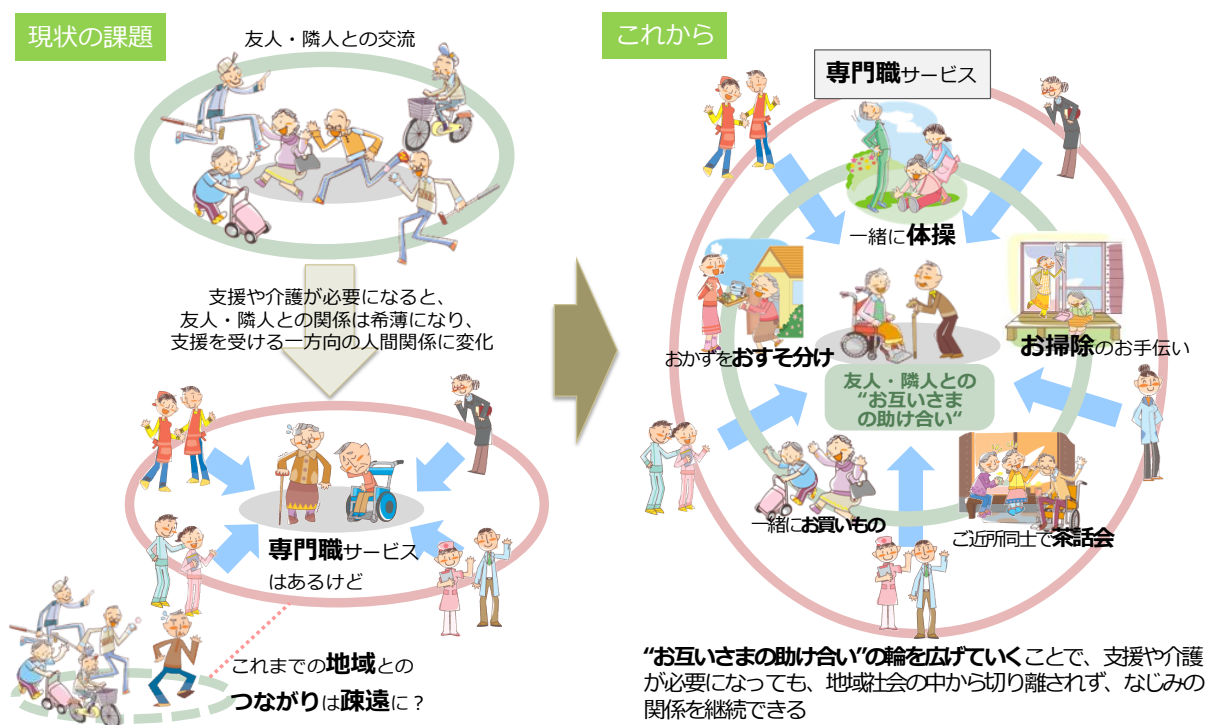 現状の課題
友人・隣人との交流
支援や介護が必要になると、
友人・隣人との関係は希薄になり、
支援を受ける一方向の人間関係に変化
専門職サービス
はあるけど
これまでの地域との
つながりは疎遠に？
これから
専門職サービス
一緒に体操
おかずをおすそ分け
お掃除のお手伝い
友人・隣人との
“お互いさま
の助け合い“
一緒にお買いもの
ご近所同士で茶話会
“お互いさまの助け合い”の輪を広げていくことで、支援や介護
が必要になっても、地域社会の中から切り離されず、なじみの
関係を継続できる